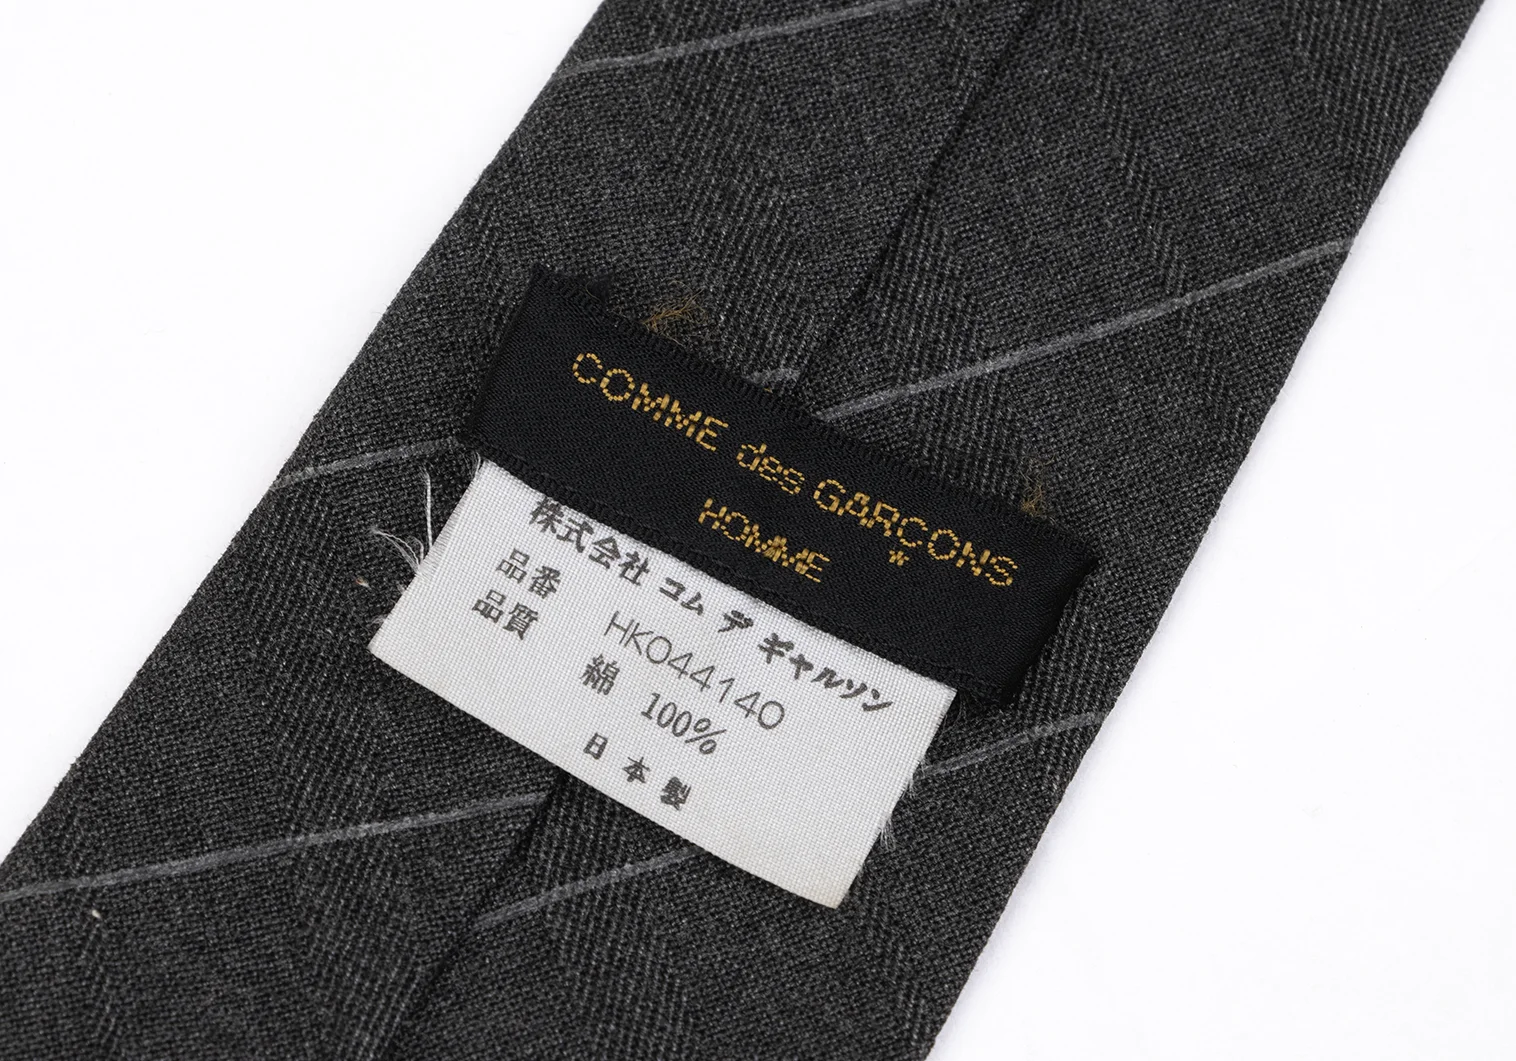 COMME des GARÇONS
HOMME
株式会社 コム デ ギャルソン
品番 HK044140
品質 綿 100%
日本製